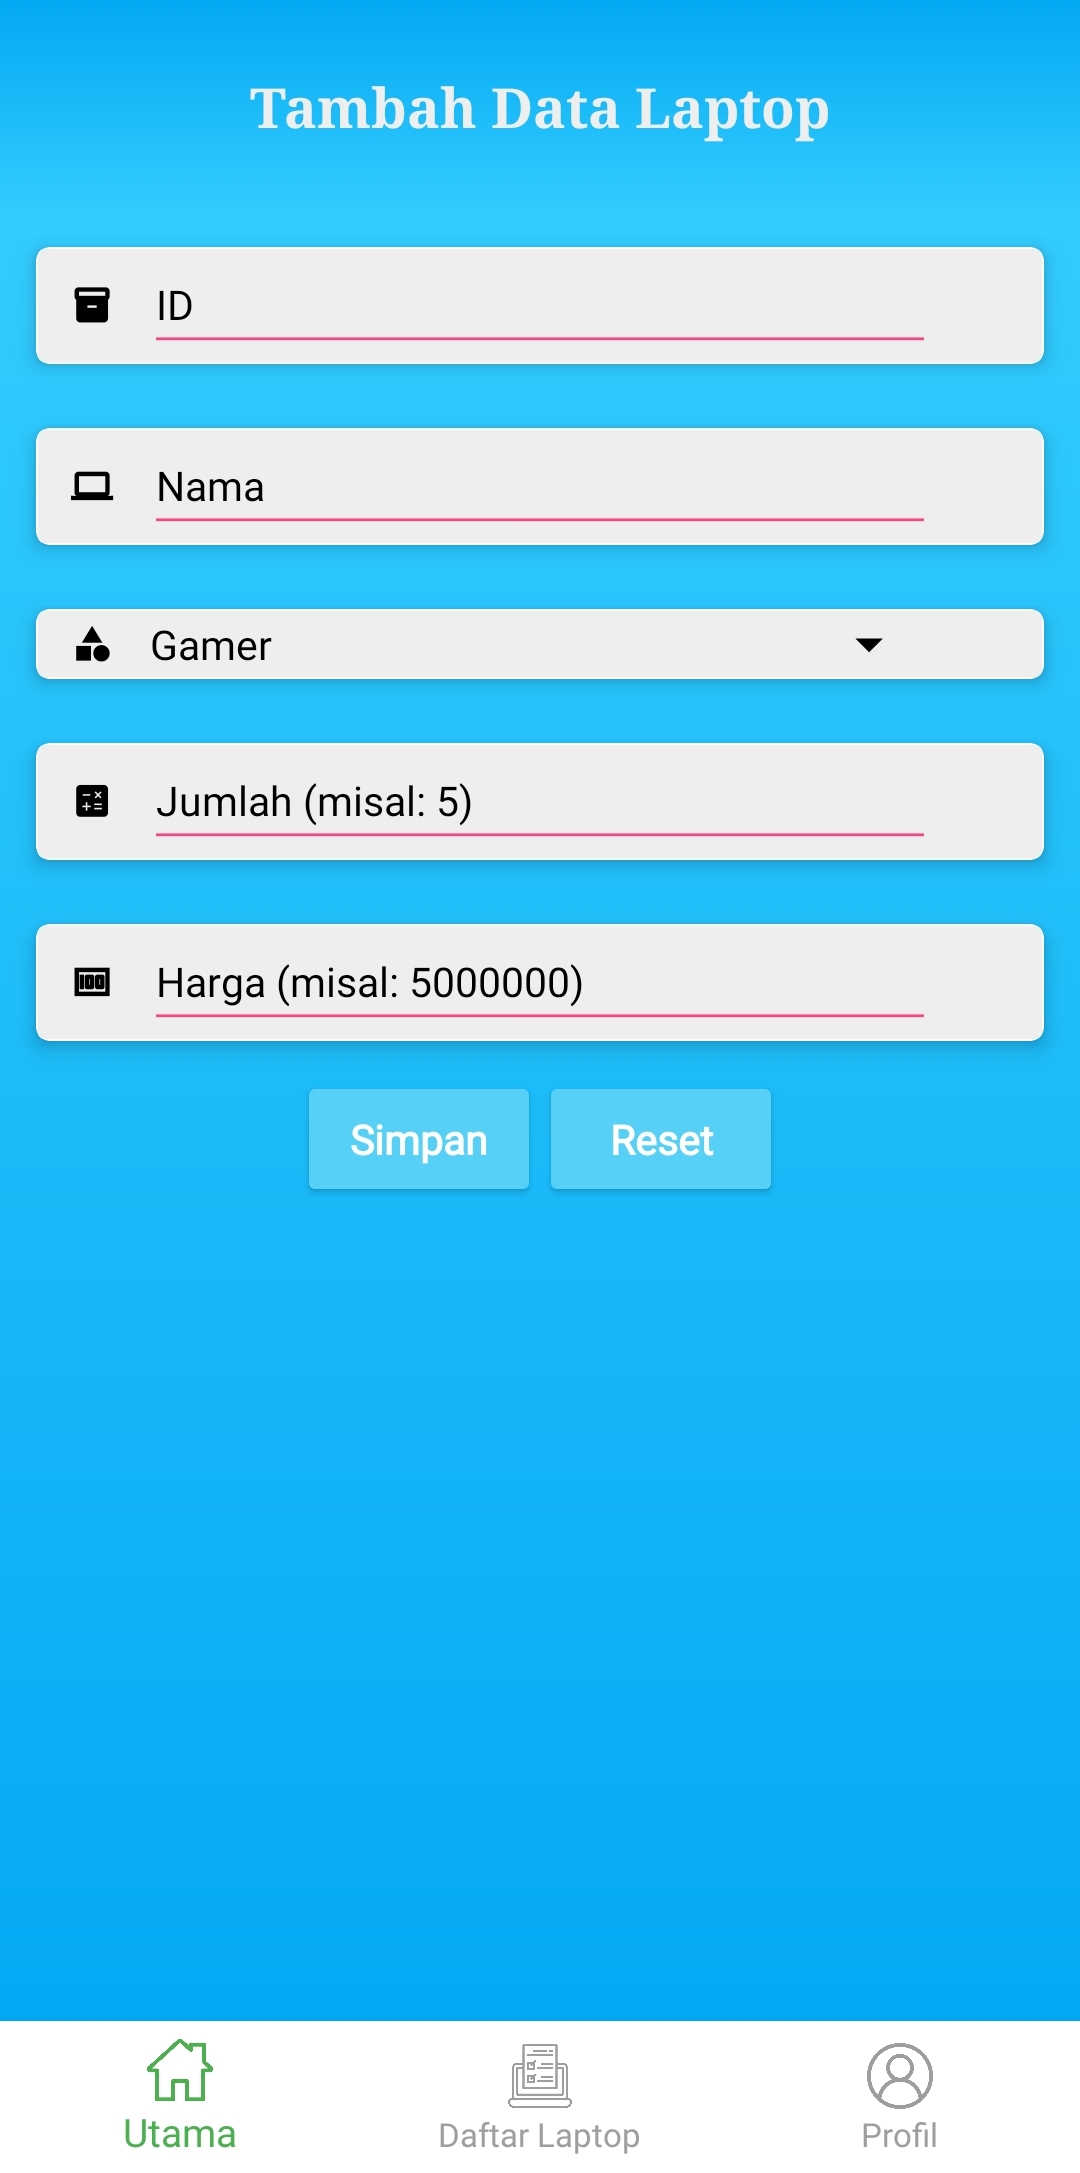 Tambah Data Laptop
ID
Nama
Gamer
Jumlah (misal: 5)
Harga (misal: 5000000)
Simpan Reset
Utama Daftar Laptop Profil